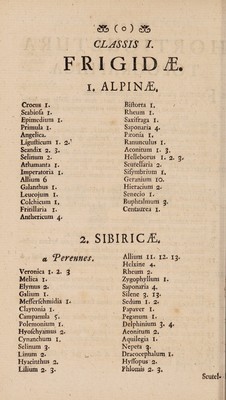 ( o )
CLASSIS I.
FRIGIDÆ.
1. ALPINÆ.
Crocus 1.
Scabiosa 1.
Epimedium 1.
Primula 1.
Angelica.
Ligusticum 1. 2.
Scandix 2. 3.
Selinum 2.
Athamanta 1.
Imperatoria 1.
Allium 6
Galanthus 1.
Leucojum 1.
Colchicum 1,
Fritillaria 1.
Anthericum 4.
Bistorta 1.
Rheum 1.
Saxifraga 1.
Saponaria 4.
Pæonia 1.
Ranunculus 1.
Aconitum 1. 3.
Helleborus 1. 2. 3.
Scutellaria 2.
Sisymbrium 1.
Geranium 10.
Hieracium 2.
Senecio 1.
Buphtalmum 3.
Centaurea 1.
2. SIBIRICÆ.
a Perennes.
Veronica 1. 2. 3
Melica 1.
Elymus 2.
Galium 1.
Messerschmidia 1.
Claytonia 1.
Campanula 5.
Polemonium 1.
Hyoschyamus 2.
Cynanchum 1.
Selinum 3.
Linum 2.
Hyacinthus 2.
Lilium 2. 3.
Allium 11. 12. 13.
Helxine 4.
Rheum 2.
Zygophyllum 1.
Saponaria 4.
Silene 3. 13.
Sedum 1. 2.
Papaver 1.
Peganum 1.
Delphinium 3. 4.
Aconitum 2.
Aquilegia 1.
Nepeta 3.
Dracocephalum 1.
Hyssopus 2.
Phlomis 2. 3.
Scutel-